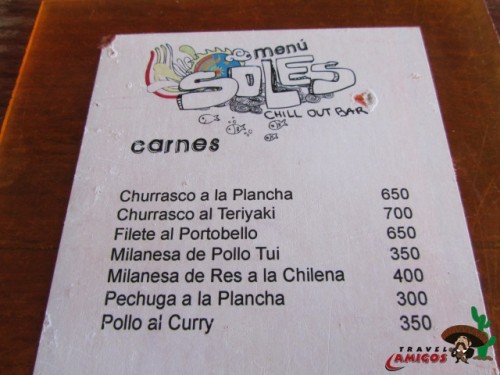 menú
SOLES
CHILL OUT BAR
carnes
Churrasco a la Plancha 650
Churrasco al Teriyaki 700
Filete al Portobello 650
Milanesa de Pollo Tui 350
Milanesa de Res a la Chilena 400
Pechuga a la Plancha 300
Pollo al Curry 350
TRAVEL
AMIGOS